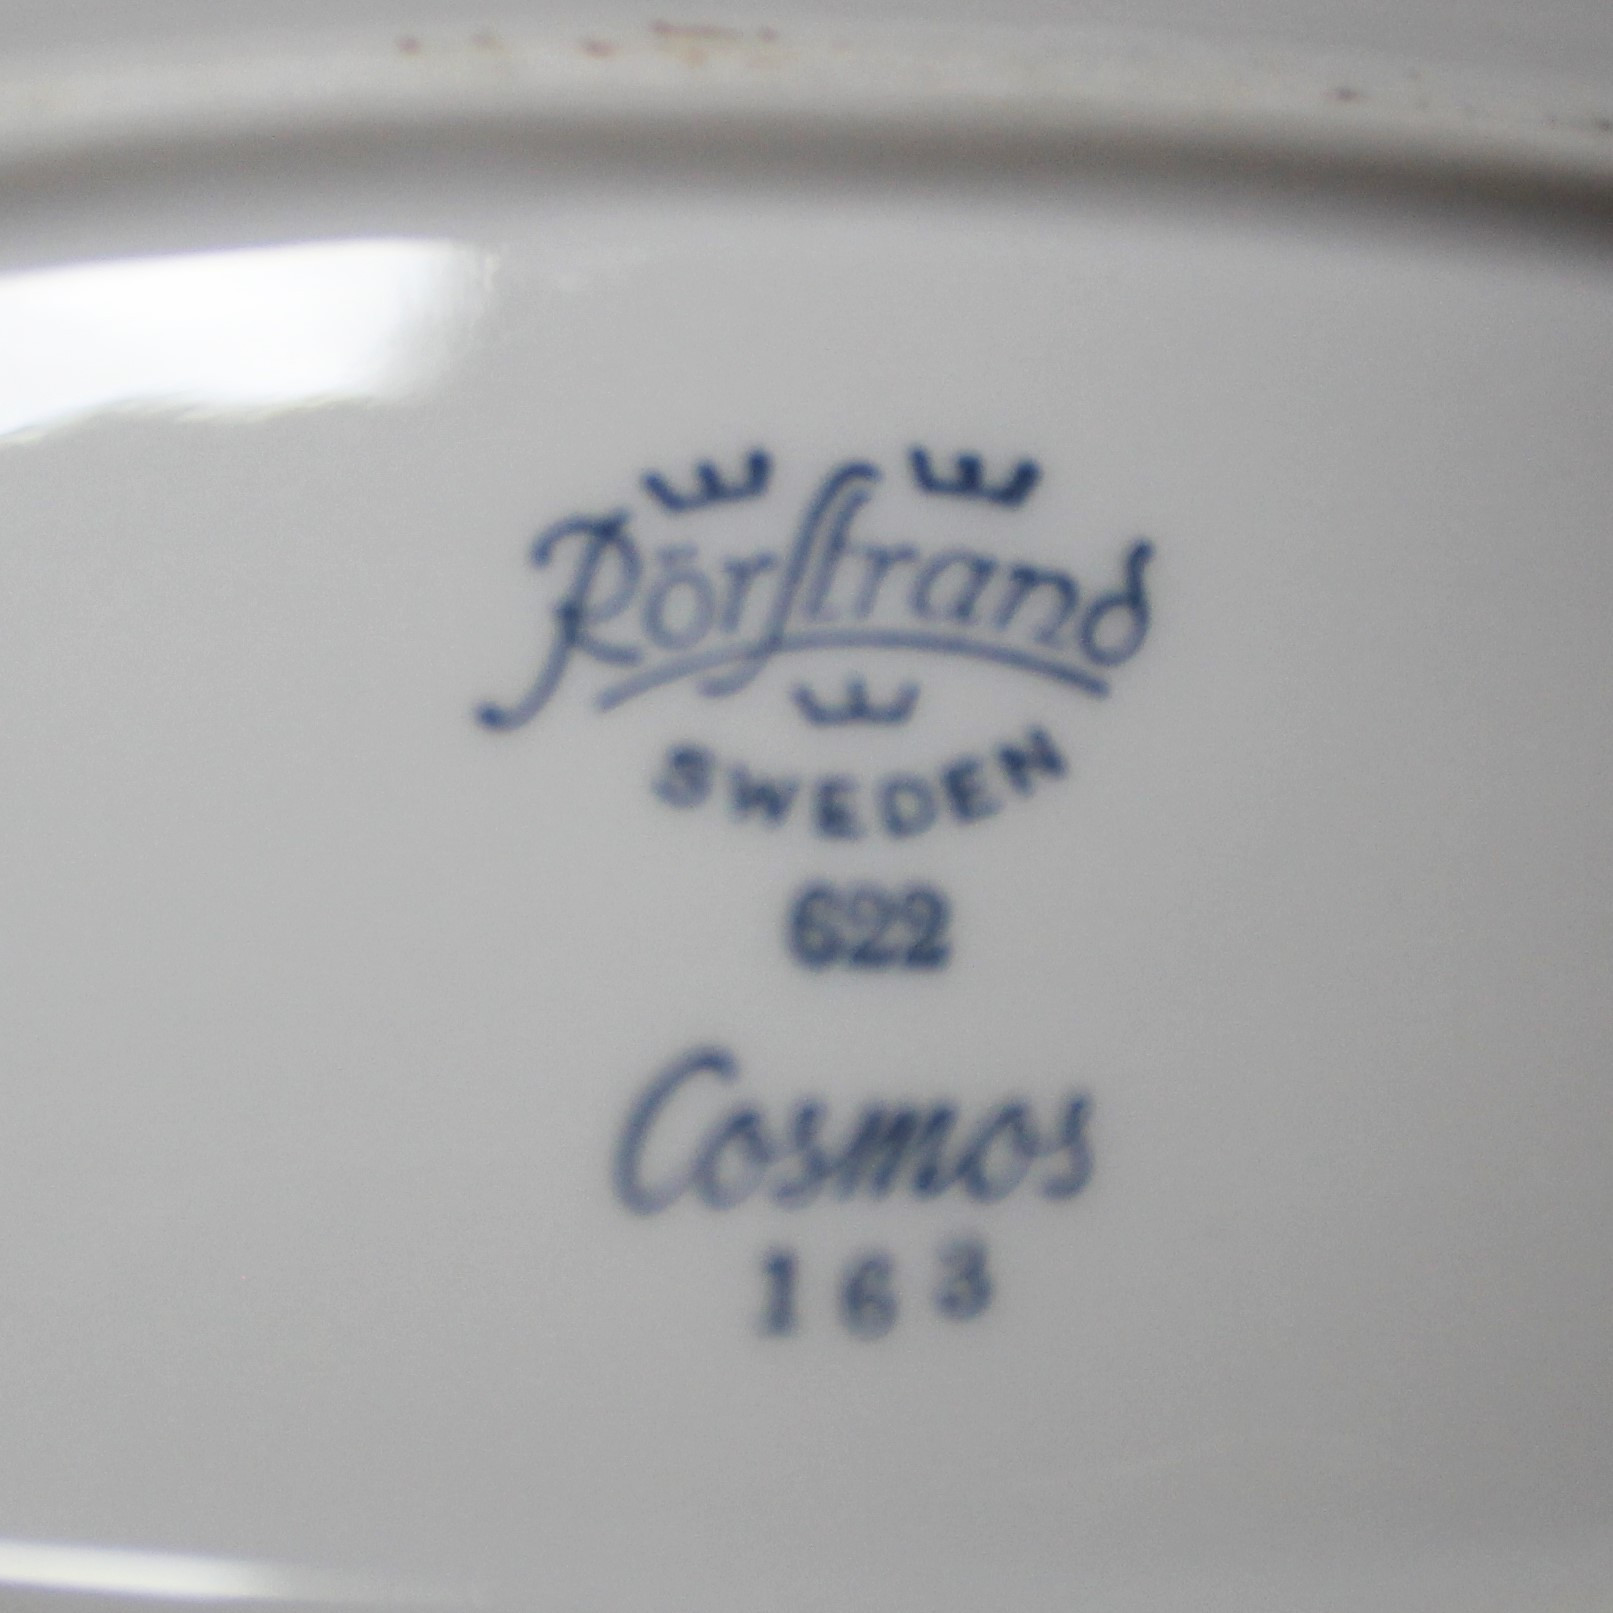 Rörstrand
SWEDEN
622
Cosmos
163